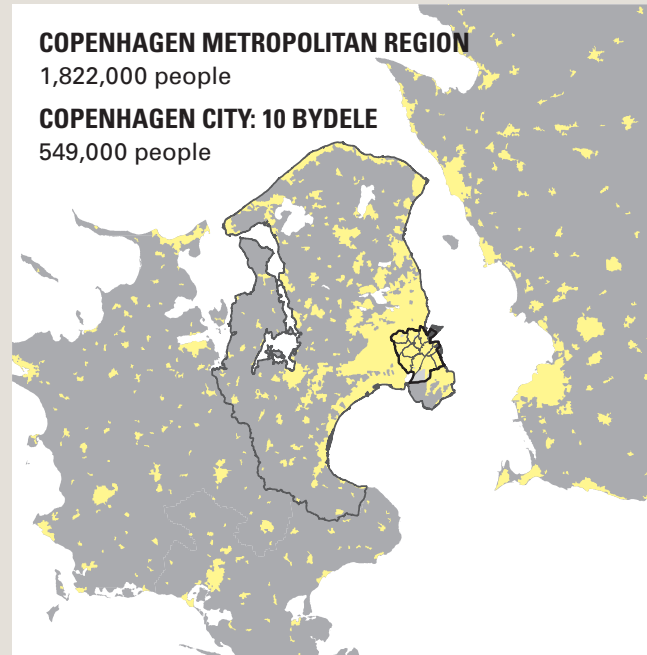 COPENHAGEN METROPOLITAN REGION
1,822,000 people
COPENHAGEN CITY: 10 BYDELE
549,000 people